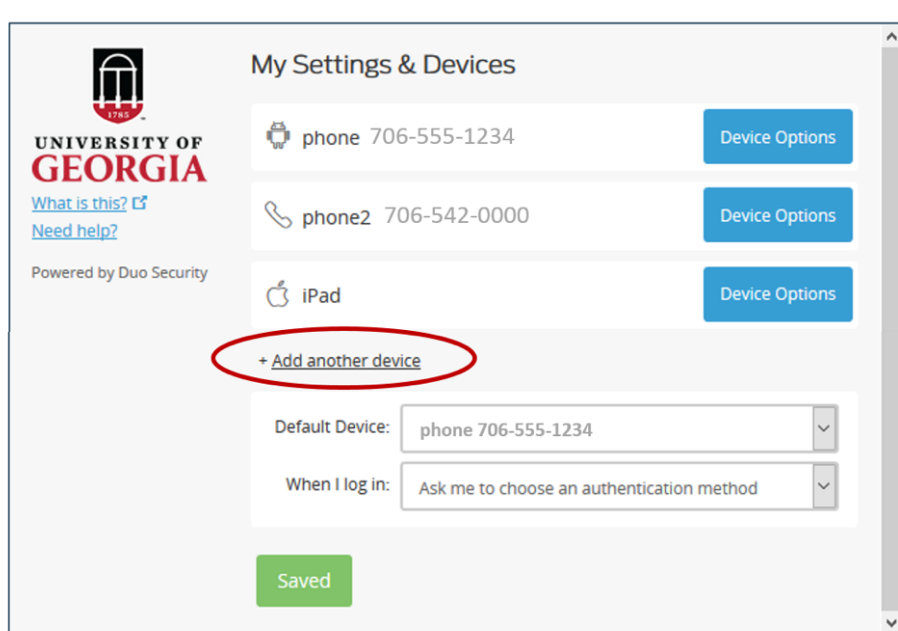 1785
UNIVERSITY OF
GEORGIA
What is this?
Need help?
Powered by Duo Security
My Settings & Devices
phone 706-555-1234
Device Options
phone2 706-542-0000
Device Options
iPad
Device Options
+ Add another device
Default Device: phone 706-555-1234
When I log in: Ask me to choose an authentication method
Saved